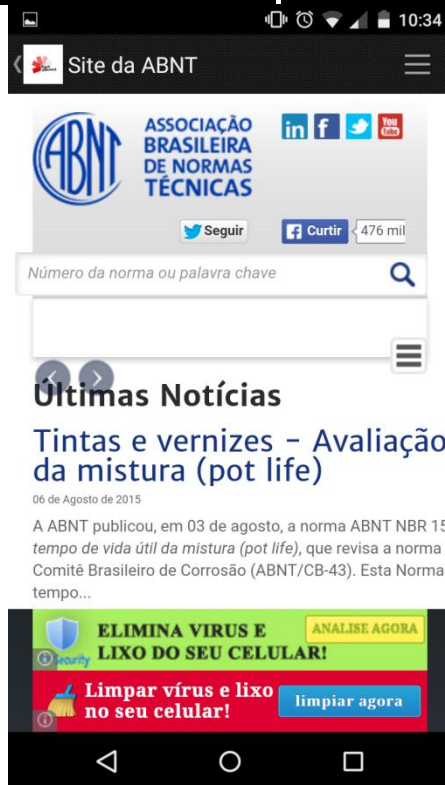 10:34
Site da ABNT
ABNT
ASSOCIAÇÃO
BRASILEIRA
DE NORMAS
TÉCNICAS
in f You
Tube
Seguir
Curtir 476 mil
Número da norma ou palavra chave
Últimas Notícias
Tintas e vernizes – Avaliação
da mistura (pot life)
06 de Agosto de 2015
A ABNT publicou, em 03 de agosto, a norma ABNT NBR 15
tempo de vida útil da mistura (pot life), que revisa a norma
Comitê Brasileiro de Corrosão (ABNT/CB-43). Esta Norma
tempo...
ELIMINA VIRUS E
LIXO DO SEU CELULAR!
ANALISE AGORA
Security
Limpar vírus e lixo
no seu celular!
limpiar agora